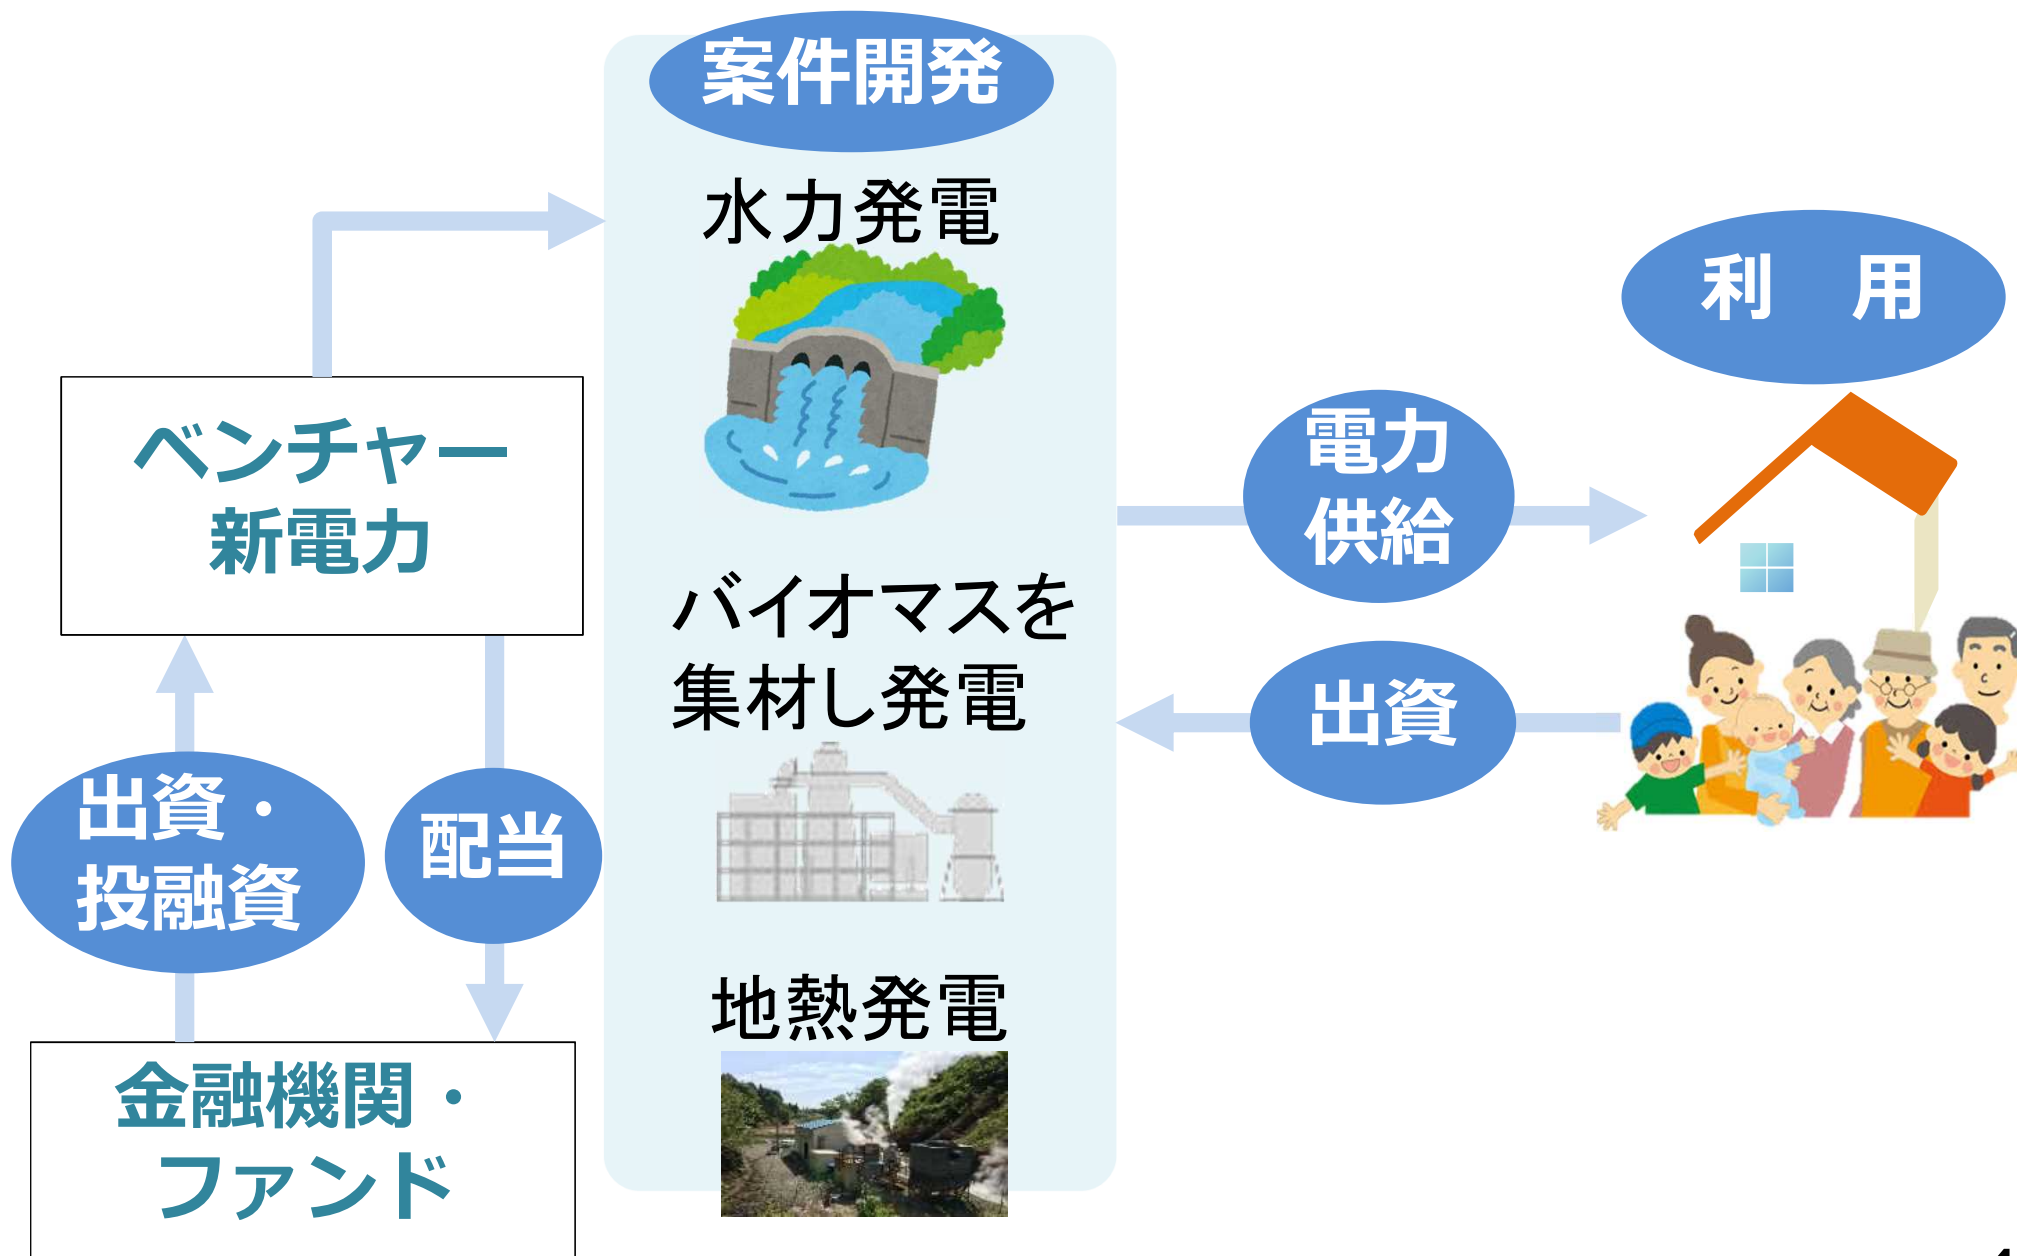 案件開発
水力発電
バイオマスを
集材し発電
地熱発電
ベンチャー
新電力
出資・
投融資
配当
金融機関・
ファンド
電力
供給
出資
利　用